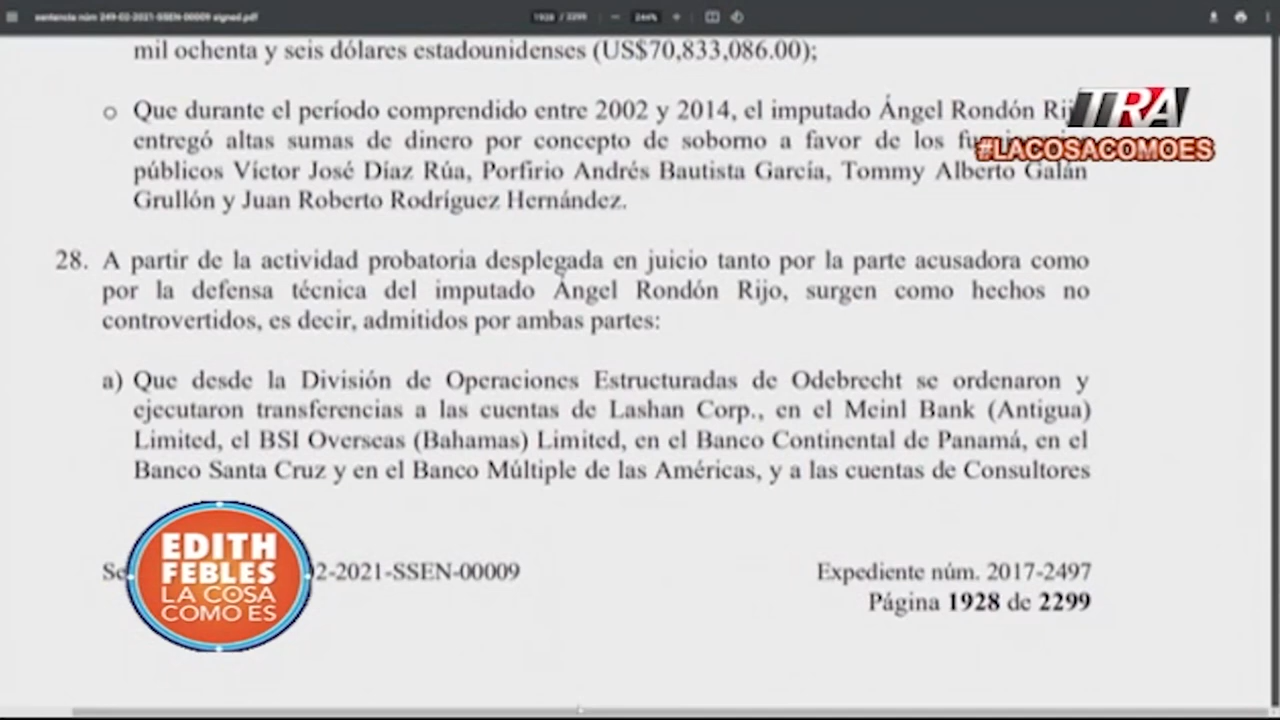 sentencia núm 249-02-2021-SSEN-00009 signed.pdf
1928 / 2299
244%
mil ochenta y seis dólares estadounidenses (US$70,833,086.00);
o Que durante el período comprendido entre 2002 y 2014, el imputado Ángel Rondón
TRA
entregó altas sumas de dinero por concepto de soborno a favor de los
#LACOSACOMOES
públicos Víctor José Díaz Rúa, Porfirio Andrés Bautista García, Tommy Alberto Galán
Grullón y Juan Roberto Rodríguez Hernández.
28. A partir de la actividad probatoria desplegada en juicio tanto por la parte acusadora como
por la defensa técnica del imputado Ángel Rondón Rijo, surgen como hechos no
controvertidos, es decir, admitidos por ambas partes:
a) Que desde la División de Operaciones Estructuradas de Odebrecht se ordenaron y
ejecutaron transferencias a las cuentas de Lashan Corp., en el Meinl Bank (Antigua)
Limited, el BSI Overseas (Bahamas) Limited, en el Banco Continental de Panamá, en el
Banco Santa Cruz y en el Banco Múltiple de las Américas, y a las cuentas de Consultores
EDITH
FEBLES
LA COSA
COMO ES
2-2021-SSEN-00009
Expediente núm. 2017-2497
Página 1928 de 2299